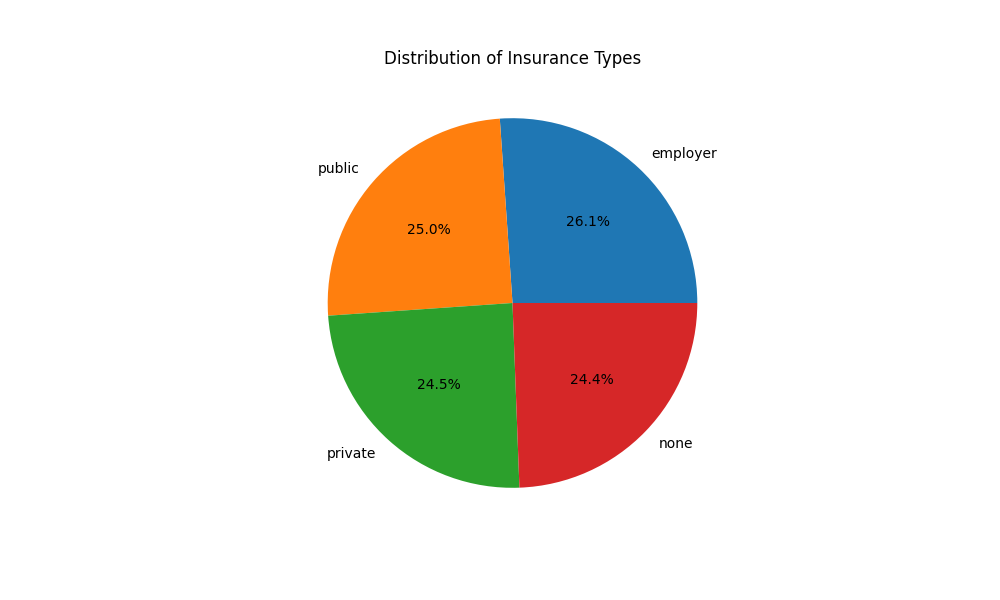 Distribution of Insurance Types
employer
public
26.1%
25.0%
24.5%
24.4%
private
none